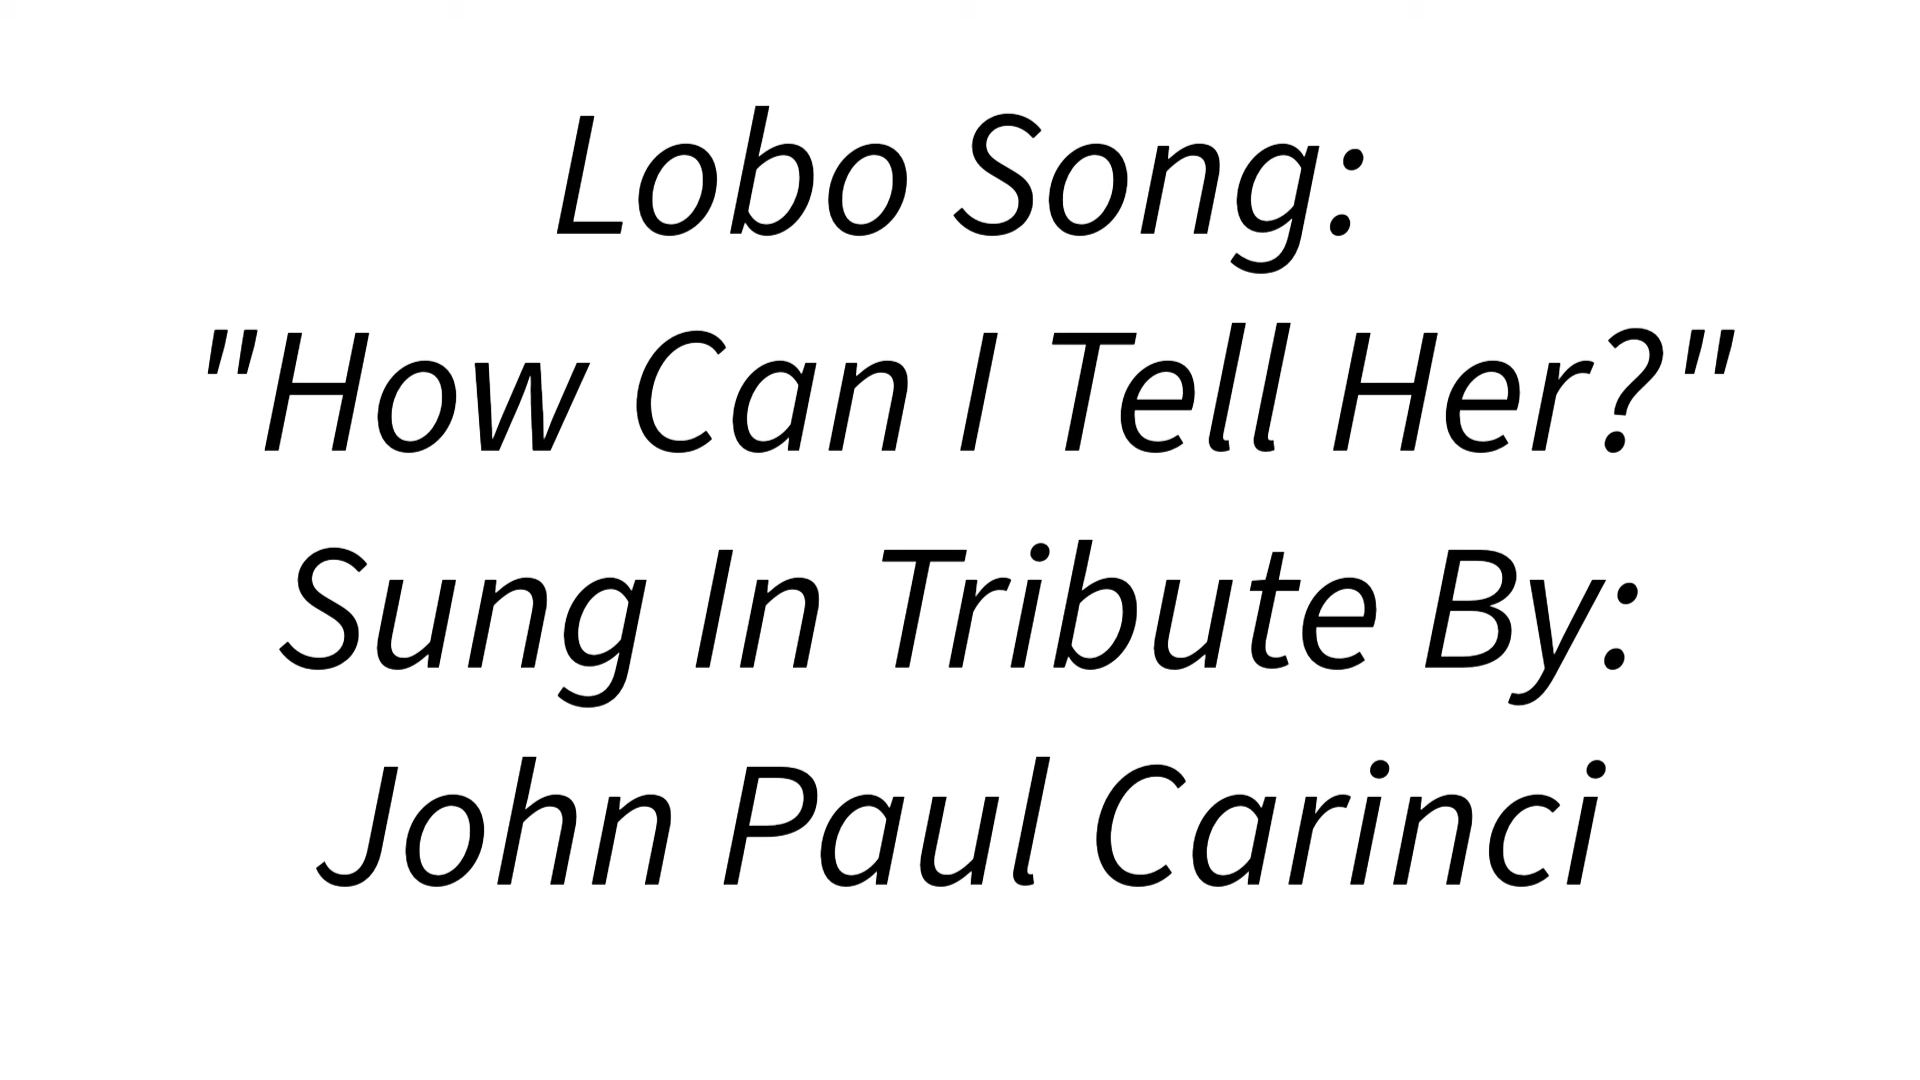 Lobo Song:
"How Can I Tell Her?"
Sung In Tribute By:
John Paul Carinci